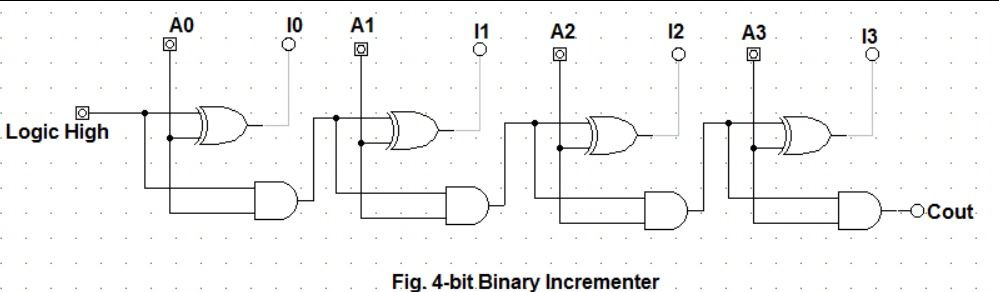 A0 I0 A1 I1 A2 I2 A3 I3
Logic High
Cout
Fig. 4-bit Binary Incrementer